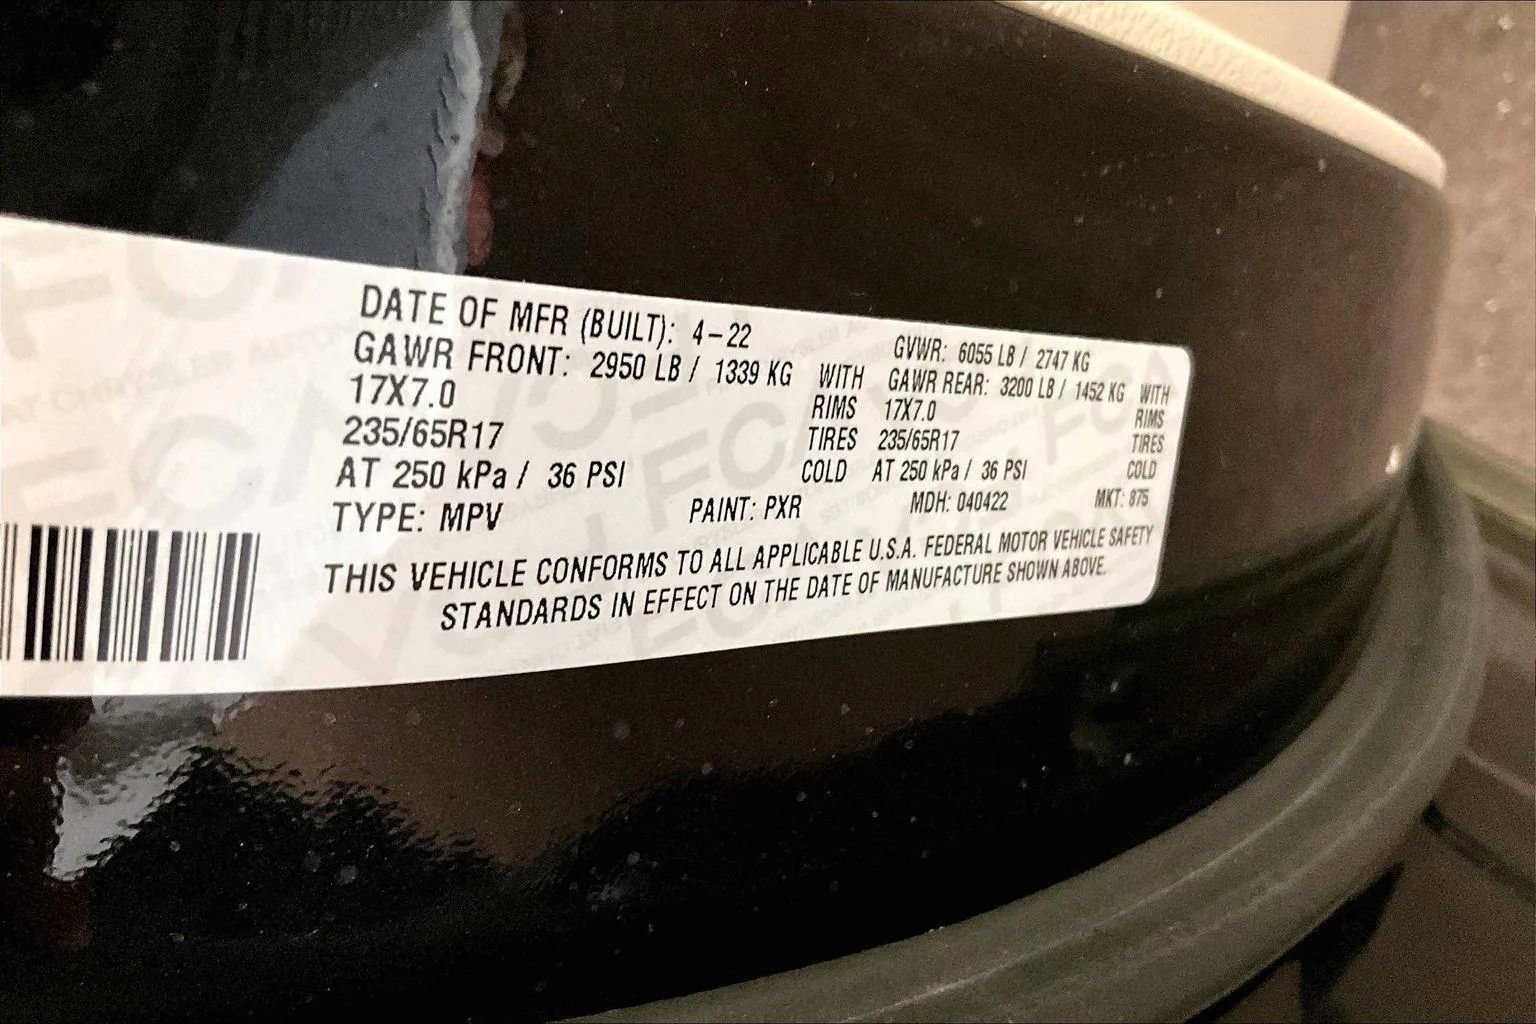 DATE OF MFR (BUILT): 4-22 GVWR: 6055 LB / 2747 KG
GAWR FRONT: 2950 LB / 1339 KG WITH GAWR REAR: 3200 LB / 1452 KG WITH
17X7.0 RIMS 17X7.0 RIMS
235/65R17 TIRES 235/65R17 TIRES
AT 250 kPa / 36 PSI COLD AT 250 kPa / 36 PSI COLD
TYPE: MPV PAINT: PXR MDH: 040422 MKT: 875
THIS VEHICLE CONFORMS TO ALL APPLICABLE U.S.A. FEDERAL MOTOR VEHICLE SAFETY
STANDARDS IN EFFECT ON THE DATE OF MANUFACTURE SHOWN ABOVE.